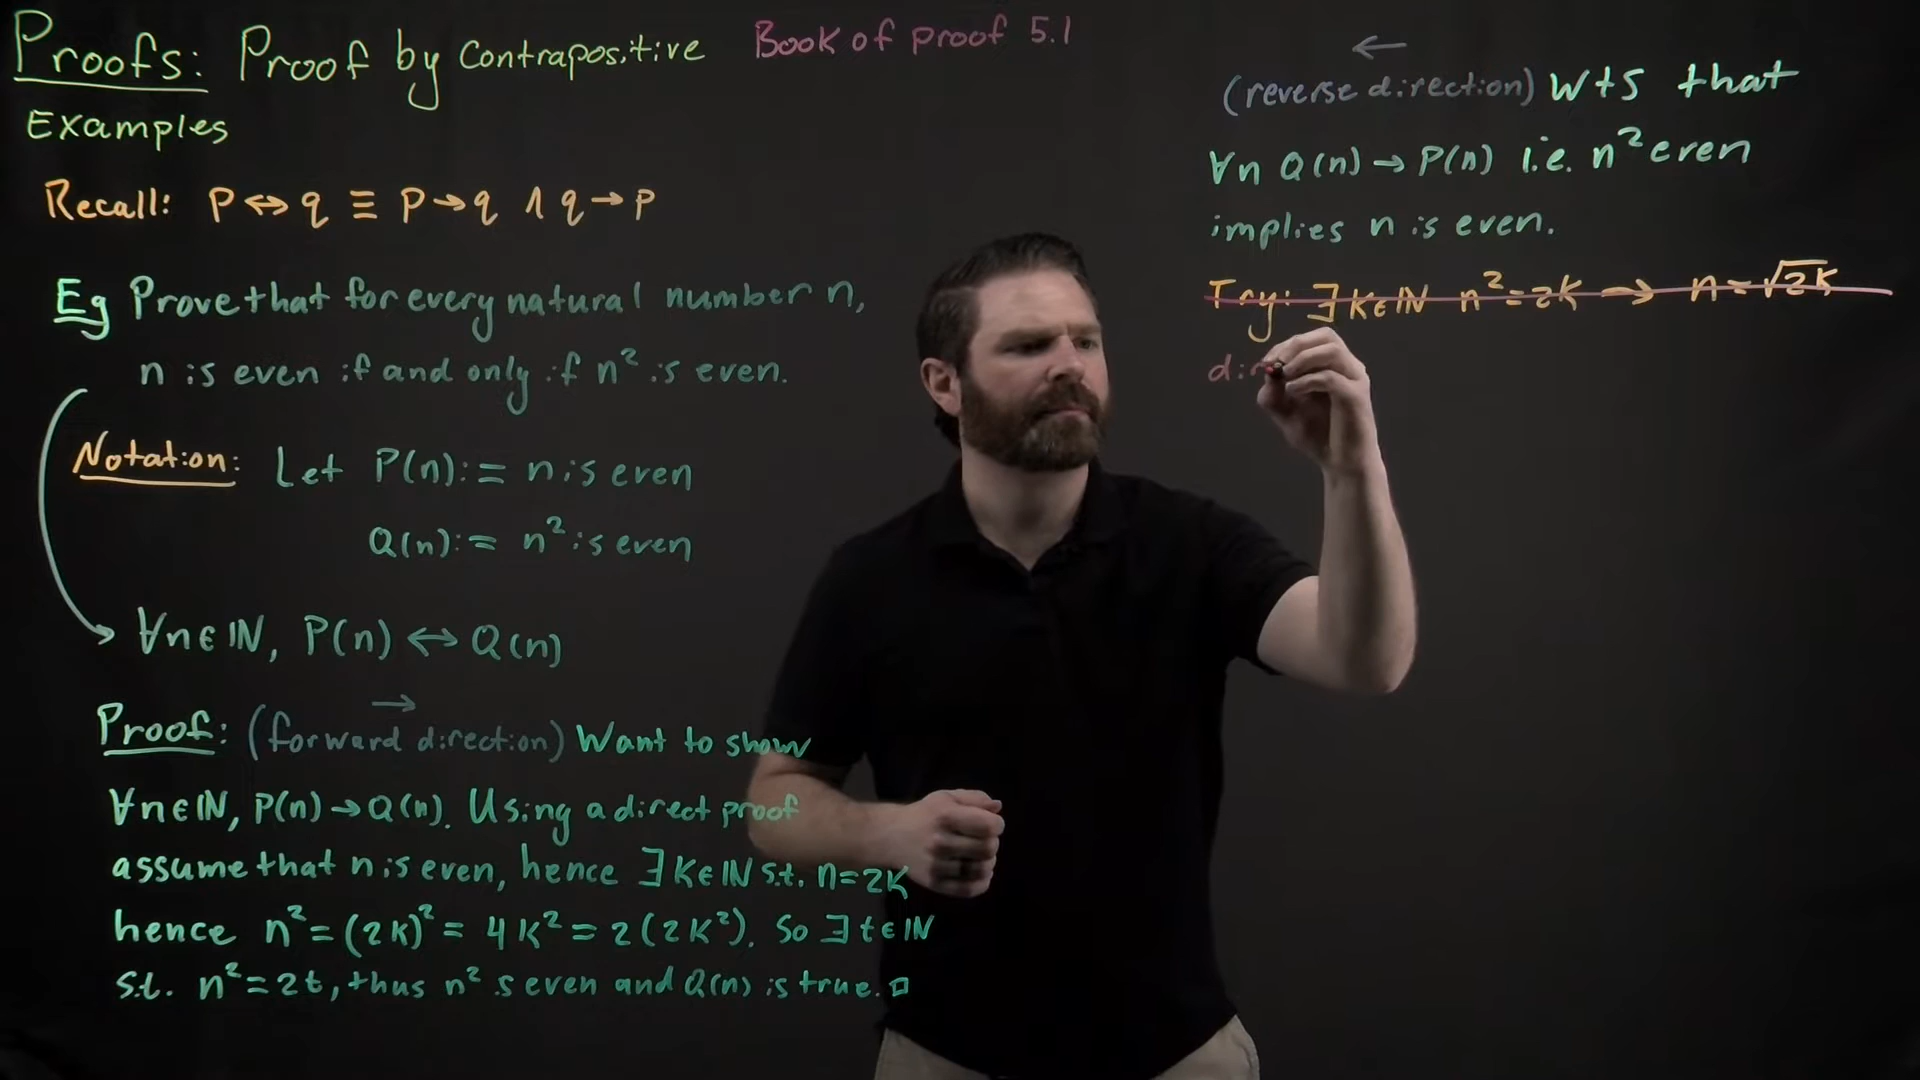 Proofs: Proof by Contrapositive Book of proof 5.1
Examples
Recall: P ↔ q ≡ P → q ∧ q → p
Eg Prove that for every natural number n,
n is even if and only if n² is even.
Notation: Let P(n) := n is even
Q(n) := n² is even
∀n∈ℕ, P(n) ↔ Q(n)
Proof: (forward direction) Want to show
→
∀n∈ℕ, P(n) → Q(n). Using a direct proof
assume that n is even, hence ∃ K∈ℕ s.t. n=2K
hence n² = (2K)² = 4K² = 2(2K²). So ∃ t∈ℕ
s.t. n² = 2t, thus n² is even and Q(n) is true. □
←
(reverse direction) WTS that
∀n Q(n) → P(n) i.e. n² even
implies n is even.
Try: ∃ K∈ℕ n² = 2K → n = √2K
dir